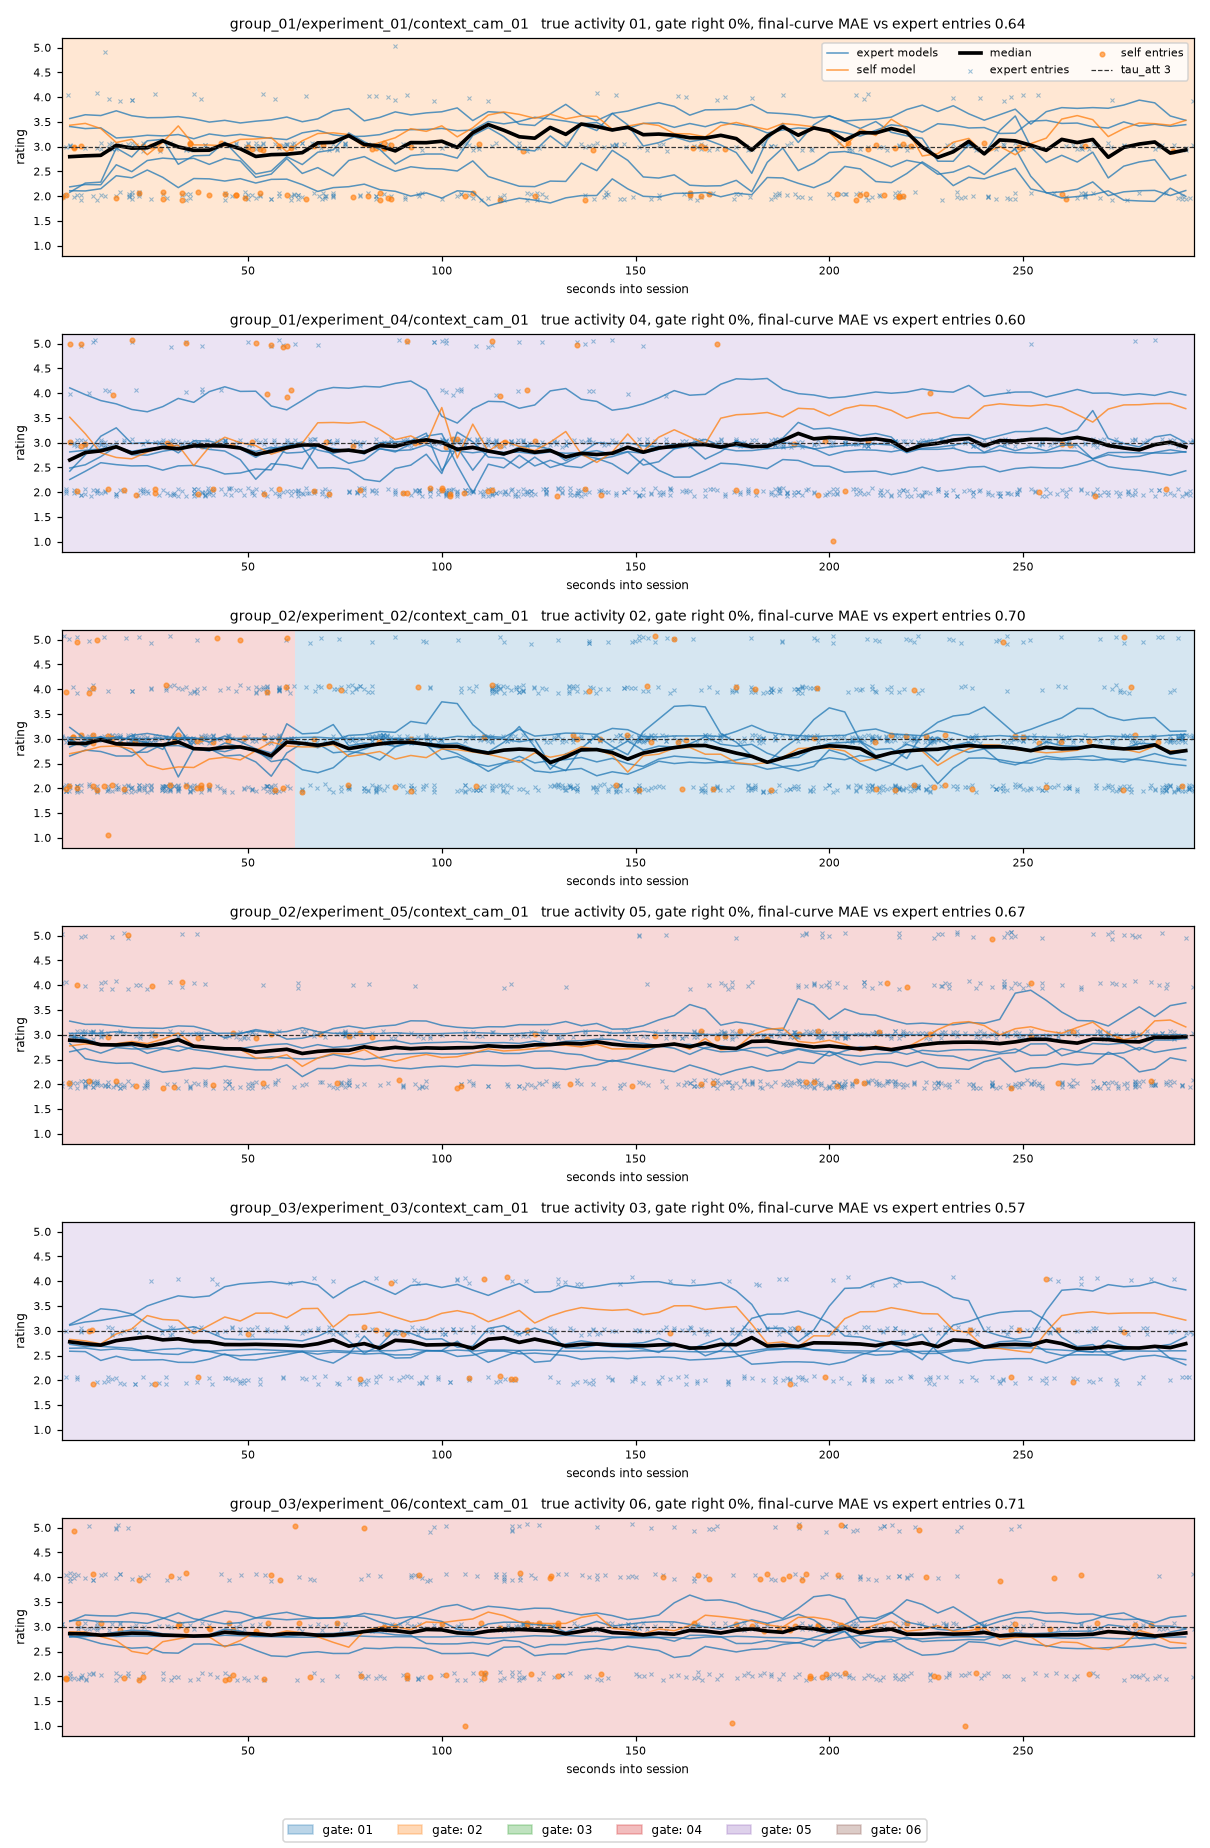 group_01/experiment_01/context_cam_01   true activity 01, gate right 0%, final-curve MAE vs expert entries 0.64
expert models
self model
median
expert entries
self entries
tau_att 3
rating
5.0
4.5
4.0
3.5
3.0
2.5
2.0
1.5
1.0
50 100 150 200 250
seconds into session
group_01/experiment_04/context_cam_01   true activity 04, gate right 0%, final-curve MAE vs expert entries 0.60
rating
5.0
4.5
4.0
3.5
3.0
2.5
2.0
1.5
1.0
50 100 150 200 250
seconds into session
group_02/experiment_02/context_cam_01   true activity 02, gate right 0%, final-curve MAE vs expert entries 0.70
rating
5.0
4.5
4.0
3.5
3.0
2.5
2.0
1.5
1.0
50 100 150 200 250
seconds into session
group_02/experiment_05/context_cam_01   true activity 05, gate right 0%, final-curve MAE vs expert entries 0.67
rating
5.0
4.5
4.0
3.5
3.0
2.5
2.0
1.5
1.0
50 100 150 200 250
seconds into session
group_03/experiment_03/context_cam_01   true activity 03, gate right 0%, final-curve MAE vs expert entries 0.57
rating
5.0
4.5
4.0
3.5
3.0
2.5
2.0
1.5
1.0
50 100 150 200 250
seconds into session
group_03/experiment_06/context_cam_01   true activity 06, gate right 0%, final-curve MAE vs expert entries 0.71
rating
5.0
4.5
4.0
3.5
3.0
2.5
2.0
1.5
1.0
50 100 150 200 250
seconds into session
gate: 01 gate: 02 gate: 03 gate: 04 gate: 05 gate: 06